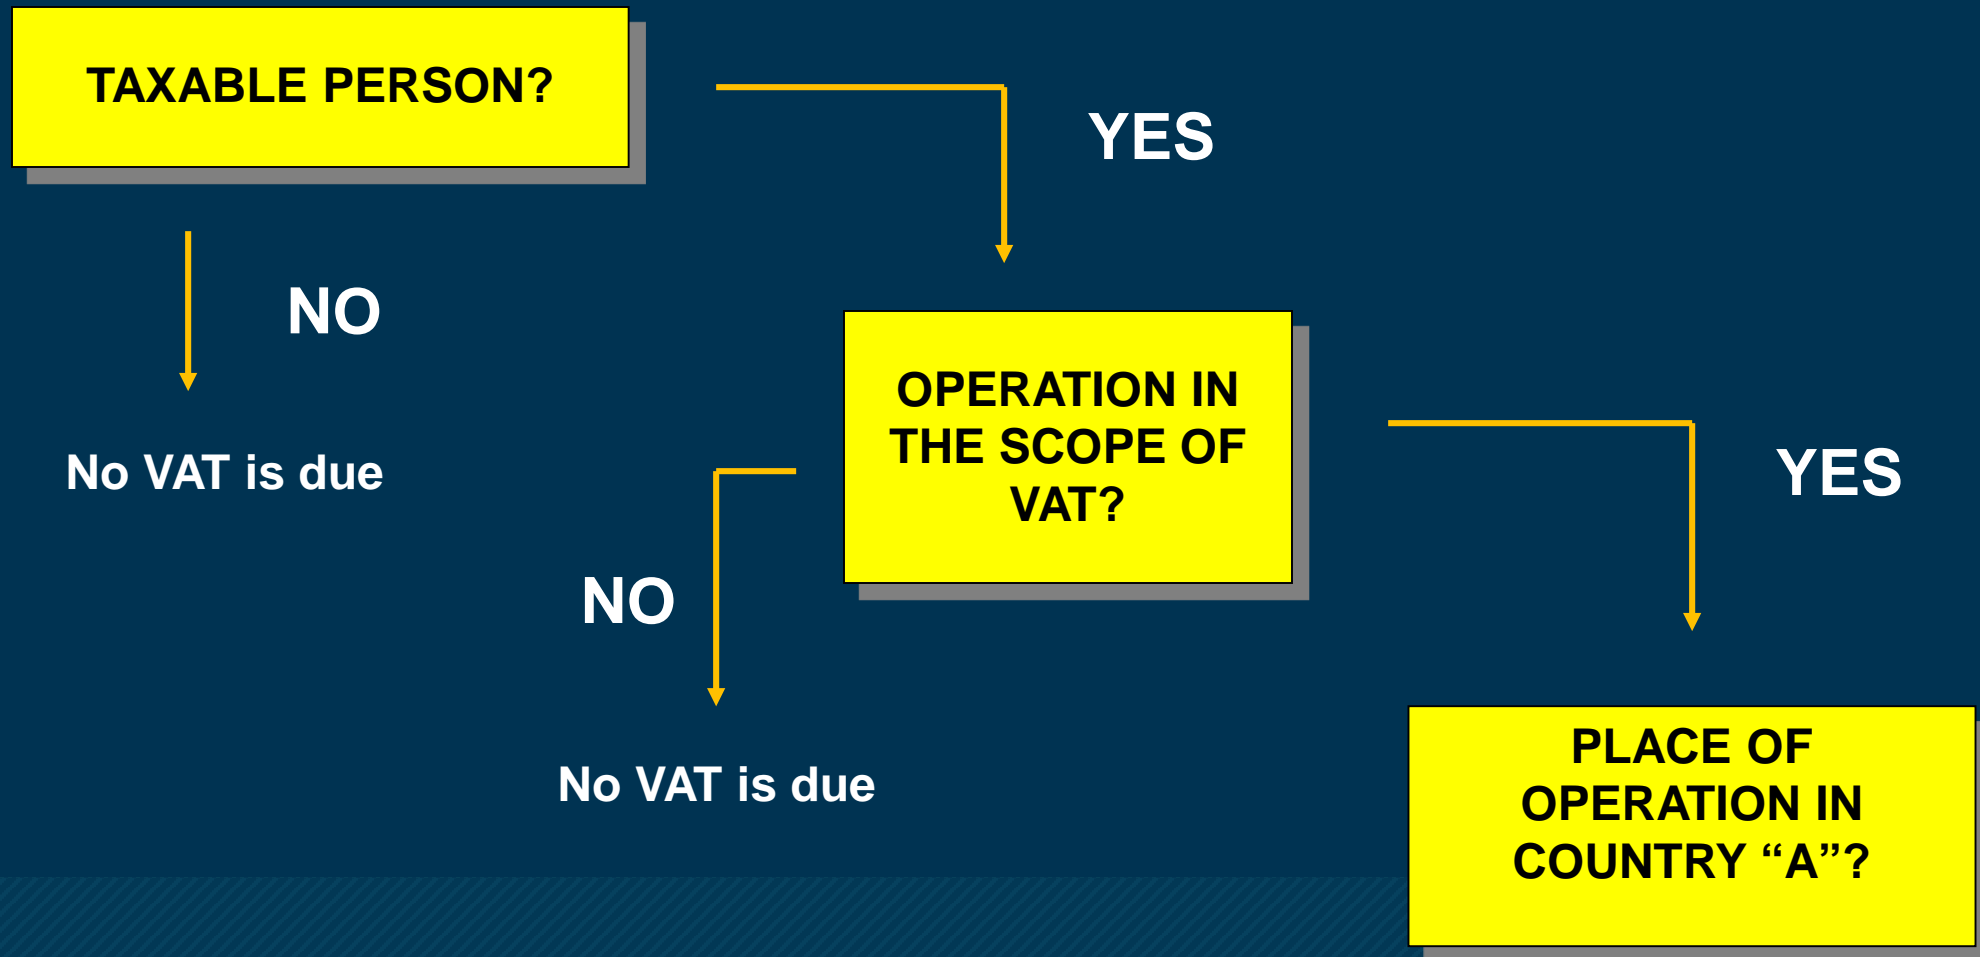 TAXABLE PERSON?
YES
NO
OPERATION IN
THE SCOPE OF
VAT?
No VAT is due
YES
NO
No VAT is due
PLACE OF
OPERATION IN
COUNTRY “A”?